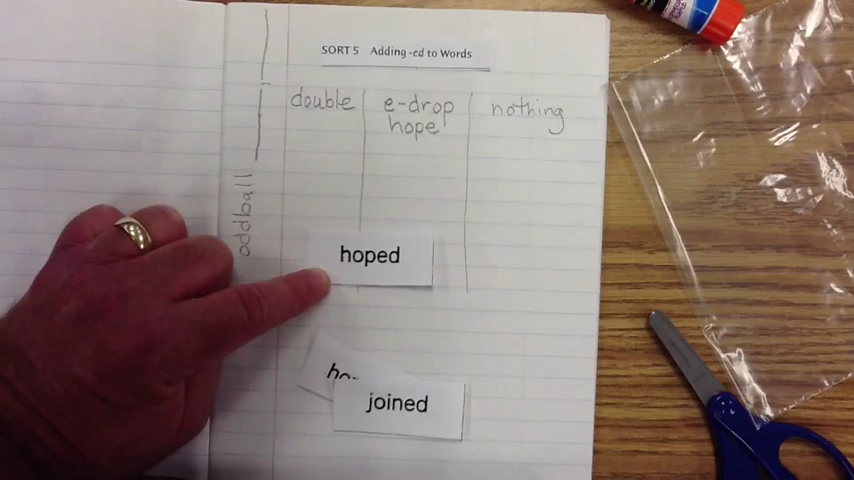 SORT 5 Adding -ed to Words
double e-drop nothing
hope
oddball
hoped
joined